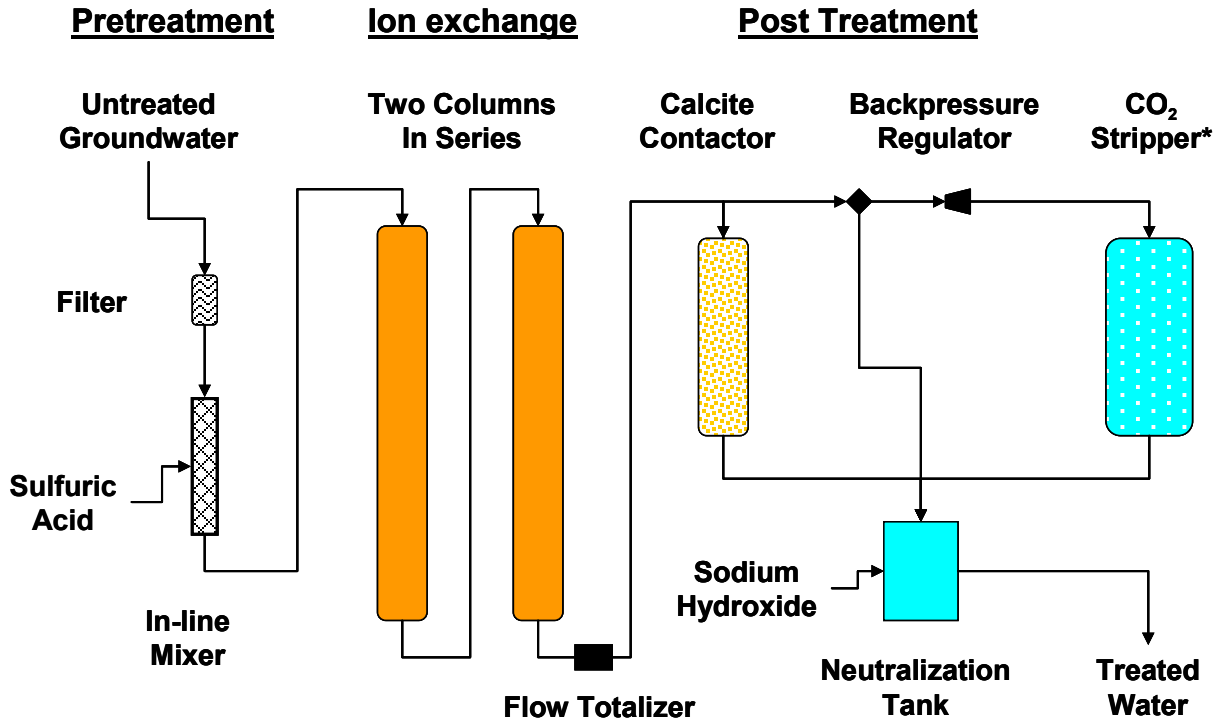 Pretreatment
Ion exchange
Post Treatment
Untreated
Groundwater
Two Columns
In Series
Calcite
Contactor
Backpressure
Regulator
CO₂
Stripper*
Filter
Sulfuric
Acid
In-line
Mixer
Flow Totalizer
Sodium
Hydroxide
Neutralization
Tank
Treated
Water